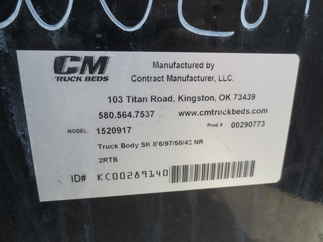 CM
TRUCK BEDS
Manufactured by
Contract Manufacturer, LLC.
103 Titan Road, Kingston, OK 73439
580.564.7537 www.cmtruckbeds.com
MODEL 1520917 Prod # 00290773
Truck Body SK 8'6/97/60/42 NR
2RTB
ID# KC00289140